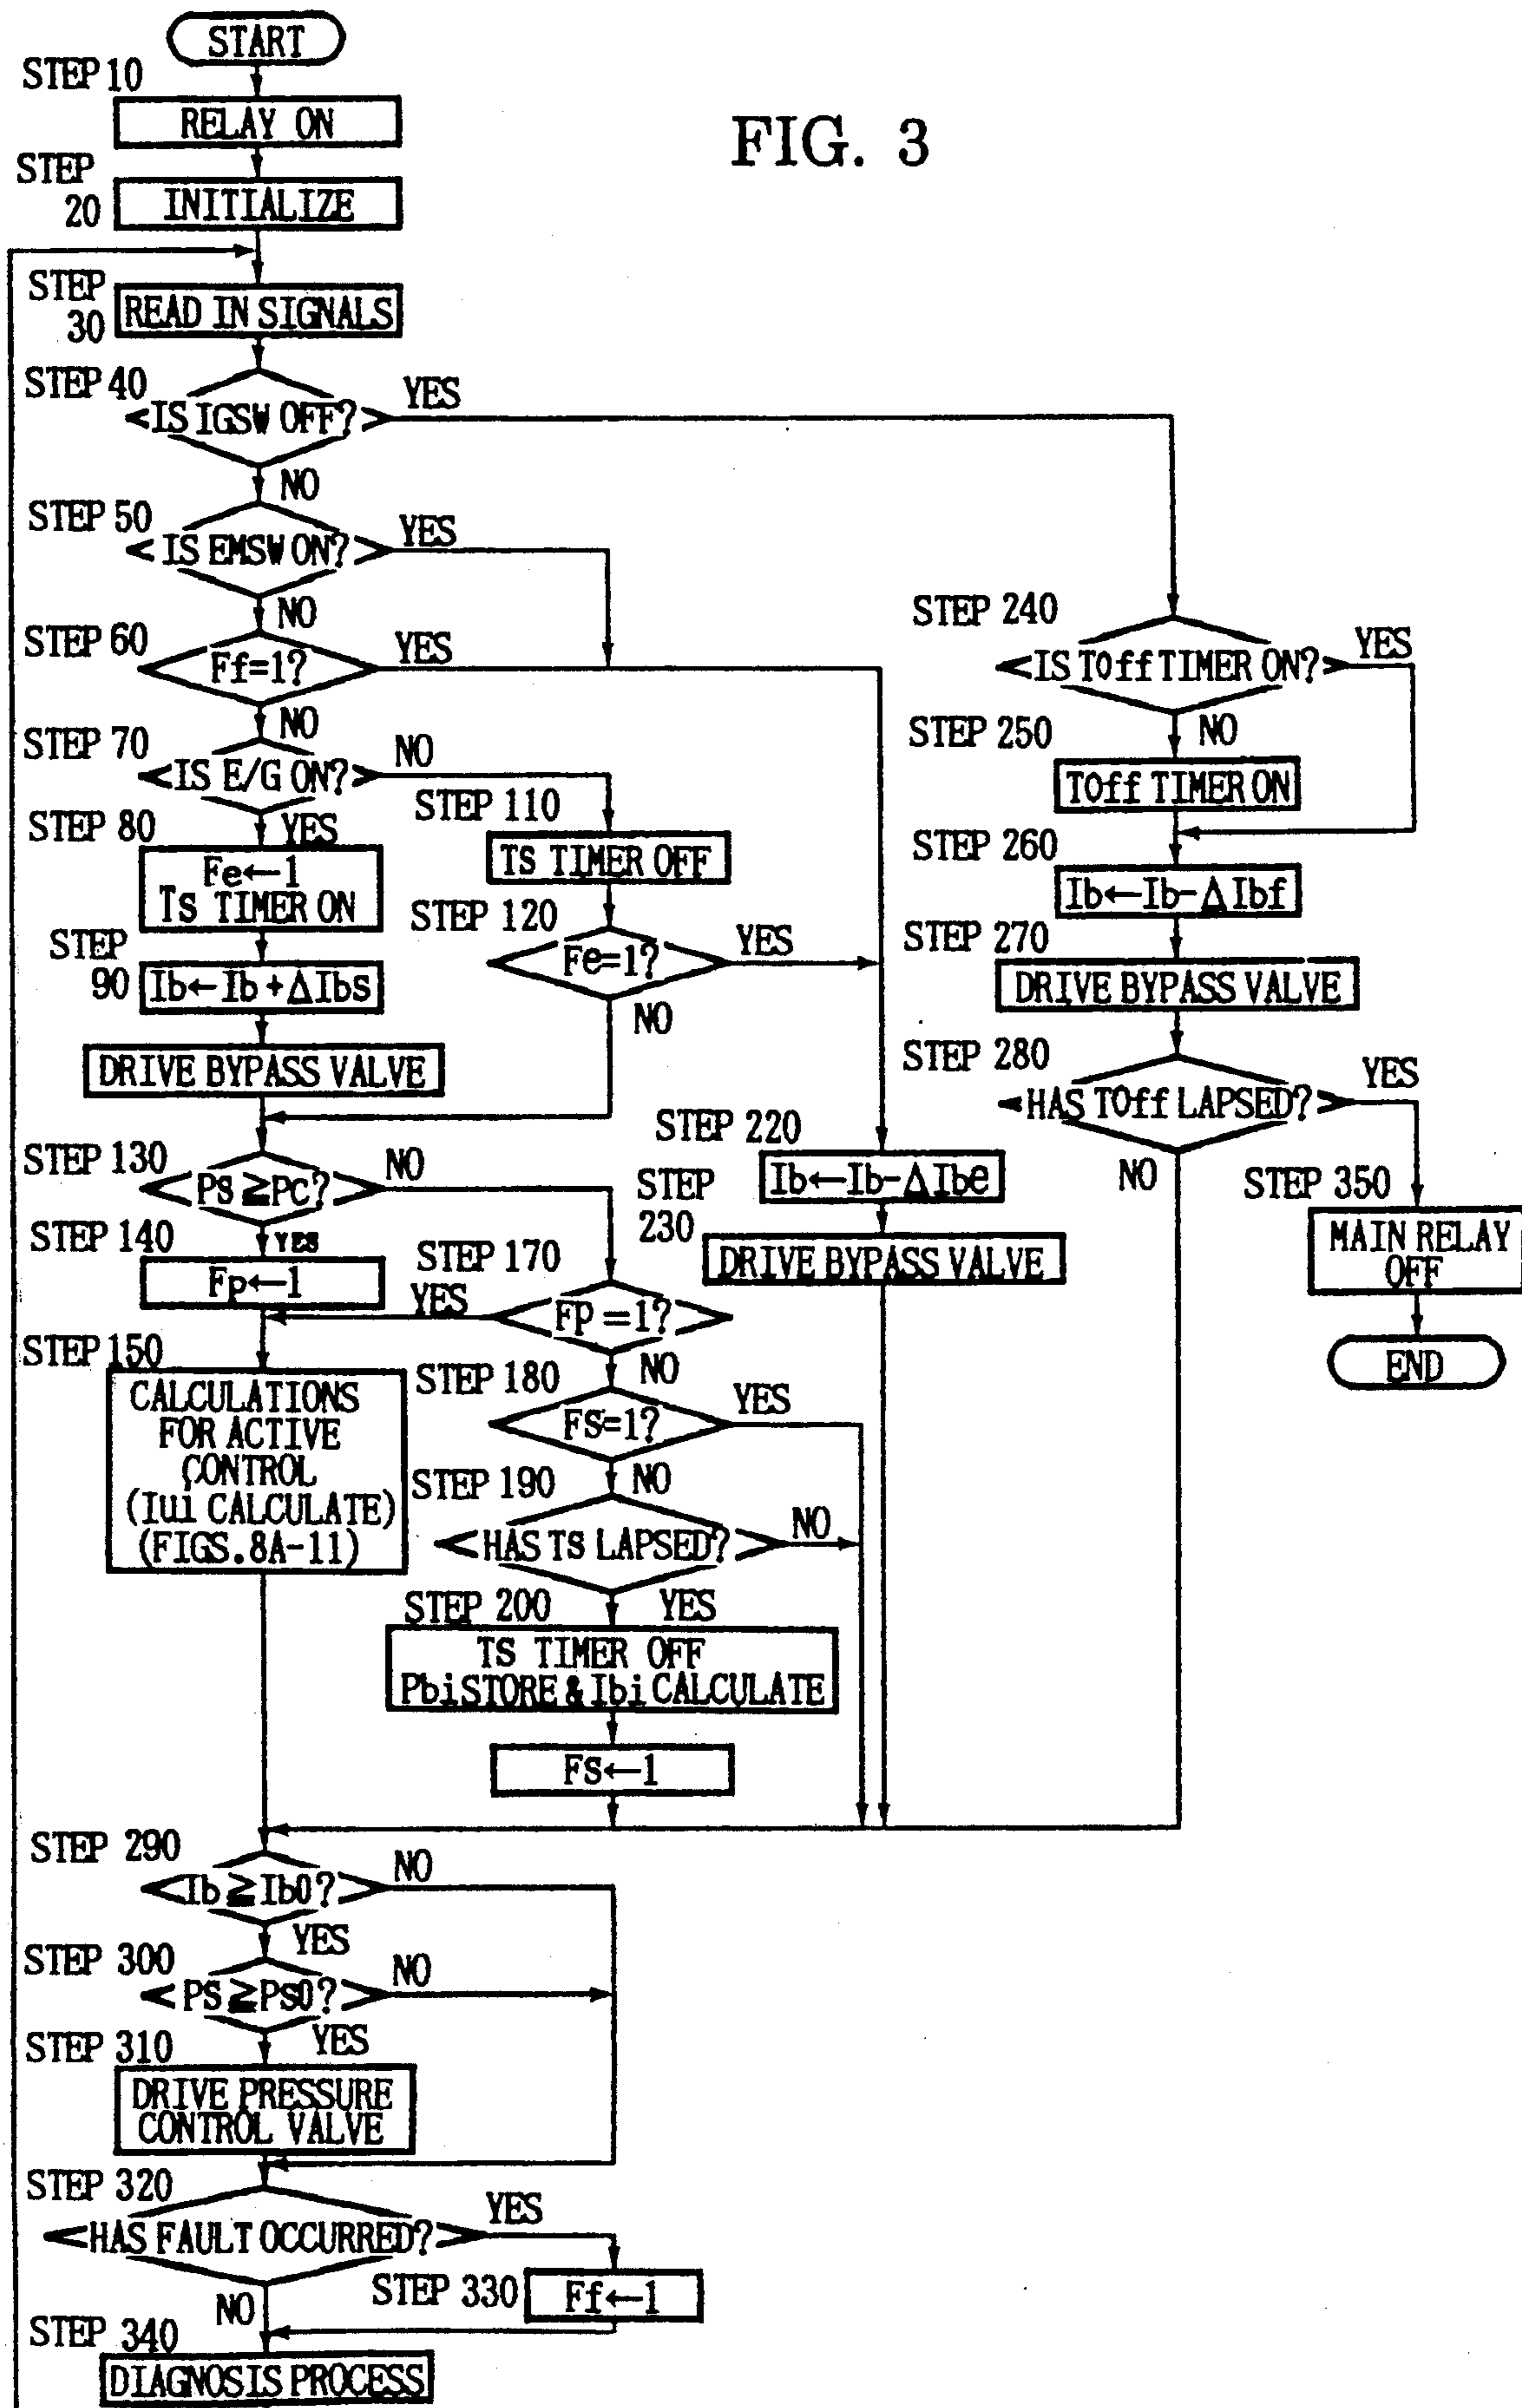 FIG. 3
START
STEP 10
RELAY ON
STEP
20
INITIALIZE
STEP
30
READ IN SIGNALS
STEP 40
IS IGSW OFF?
YES
NO
STEP 50
IS EMSW ON?
YES
NO
STEP 60
Ff=1?
YES
NO
STEP 70
IS E/G ON?
NO
YES
STEP 80
Fe←1
Ts TIMER ON
STEP
90
Ib←Ib+ΔIbs
DRIVE BYPASS VALVE
STEP 110
TS TIMER OFF
STEP 120
Fe=1?
YES
NO
STEP 130
Ps≧Pc?
NO
YES
STEP 140
Fp←1
STEP 150
CALCULATIONS
FOR ACTIVE
CONTROL
(Iui CALCULATE)
(FIGS.8A-11)
STEP 170
Fp=1?
YES
NO
STEP 180
FS=1?
YES
NO
STEP 190
HAS TS LAPSED?
NO
YES
STEP 200
TS TIMER OFF
Pbi STORE & Ibi CALCULATE
FS←1
STEP 220
Ib←Ib-ΔIbe
STEP
230
DRIVE BYPASS VALVE
STEP 240
IS Toff TIMER ON?
YES
NO
STEP 250
Toff TIMER ON
STEP 260
Ib←Ib-ΔIbf
STEP 270
DRIVE BYPASS VALVE
STEP 280
HAS Toff LAPSED?
YES
NO
STEP 350
MAIN RELAY
OFF
END
STEP 290
Ib≧Ib0?
NO
YES
STEP 300
PS≧Ps0?
NO
YES
STEP 310
DRIVE PRESSURE
CONTROL VALVE
STEP 320
HAS FAULT OCCURRED?
YES
NO
STEP 330
Ff←1
STEP 340
DIAGNOSIS PROCESS